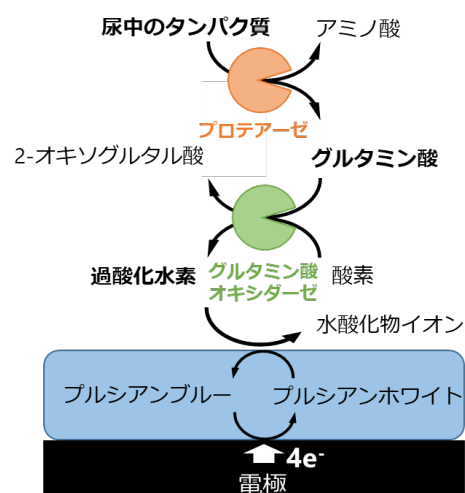 尿中のタンパク質
アミノ酸
プロテアーゼ
2-オキソグルタル酸
グルタミン酸
過酸化水素
グルタミン酸
オキシダーゼ
酸素
水酸化物イオン
プルシアンブルー
プルシアンホワイト
4e-
電極